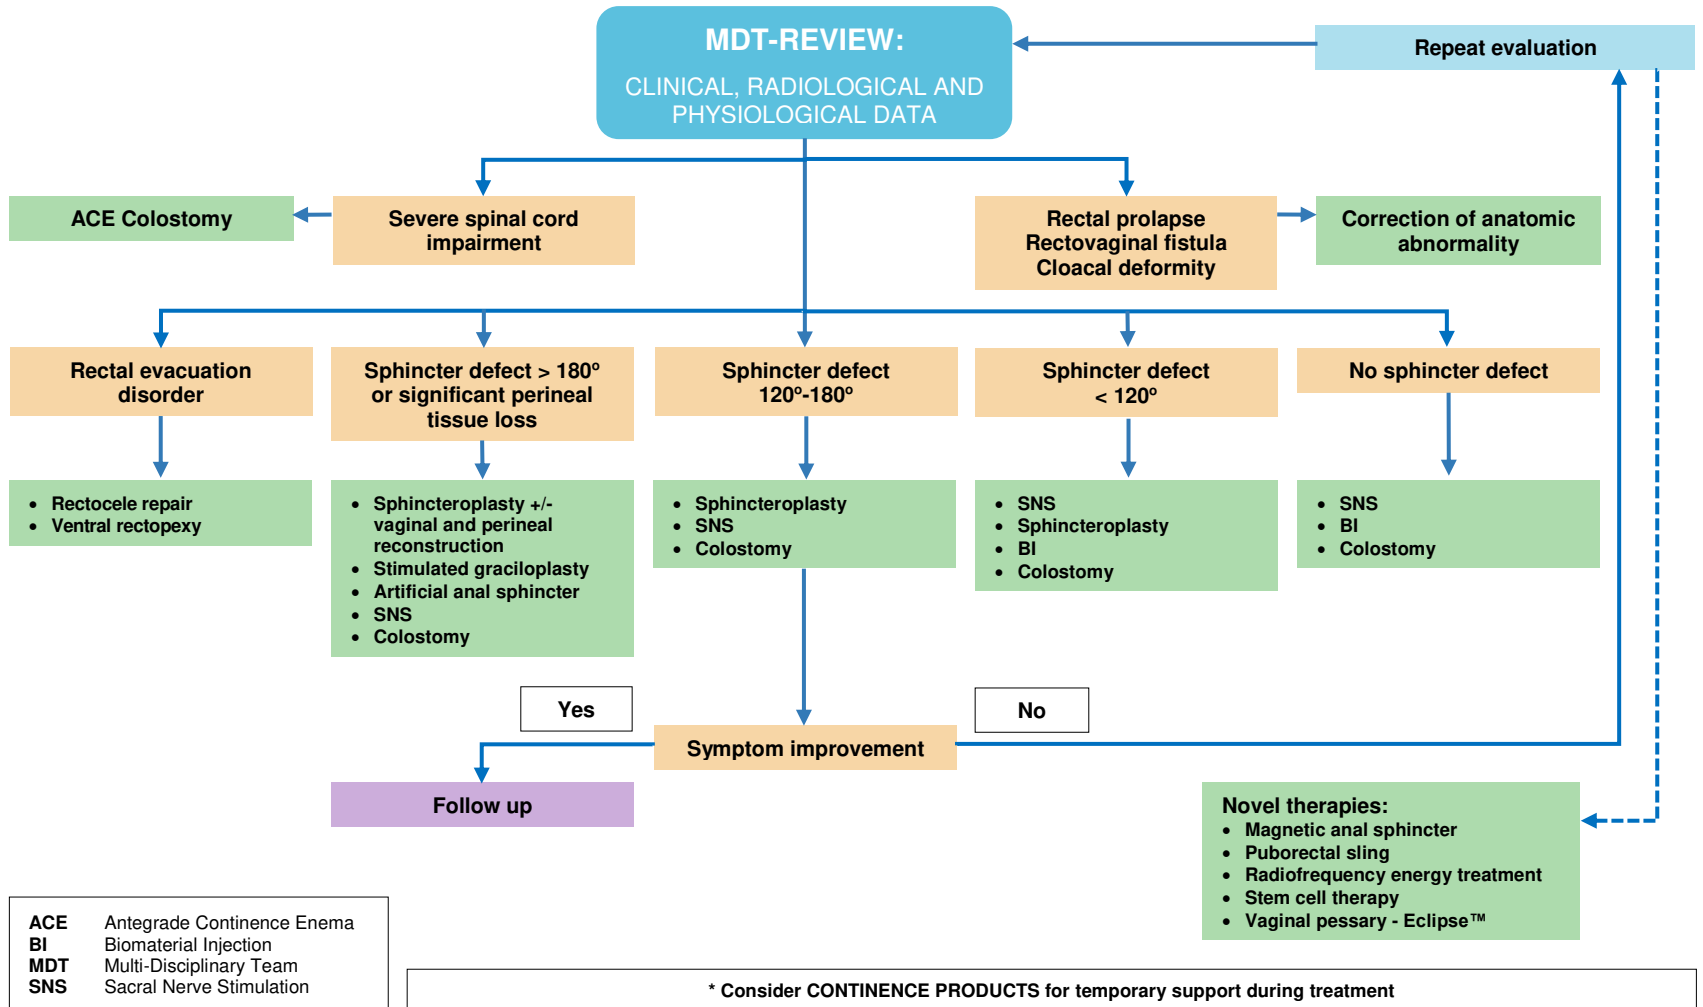 MDT-REVIEW:
CLINICAL, RADIOLOGICAL AND
PHYSIOLOGICAL DATA
Repeat evaluation
ACE Colostomy
Severe spinal cord
impairment
Rectal prolapse
Rectovaginal fistula
Cloacal deformity
Correction of anatomic
abnormality
Rectal evacuation
disorder
Sphincter defect > 180º
or significant perineal
tissue loss
Sphincter defect
120º-180º
Sphincter defect
< 120º
No sphincter defect
• Rectocele repair
• Ventral rectopexy
• Sphincteroplasty +/-
vaginal and perineal
reconstruction
• Stimulated graciloplasty
• Artificial anal sphincter
• SNS
• Colostomy
• Sphincteroplasty
• SNS
• Colostomy
• SNS
• Sphincteroplasty
• BI
• Colostomy
• SNS
• BI
• Colostomy
Yes
No
Symptom improvement
Follow up
Novel therapies:
• Magnetic anal sphincter
• Puborectal sling
• Radiofrequency energy treatment
• Stem cell therapy
• Vaginal pessary - Eclipse™
ACE Antegrade Continence Enema
BI Biomaterial Injection
MDT Multi-Disciplinary Team
SNS Sacral Nerve Stimulation
* Consider CONTINENCE PRODUCTS for temporary support during treatment